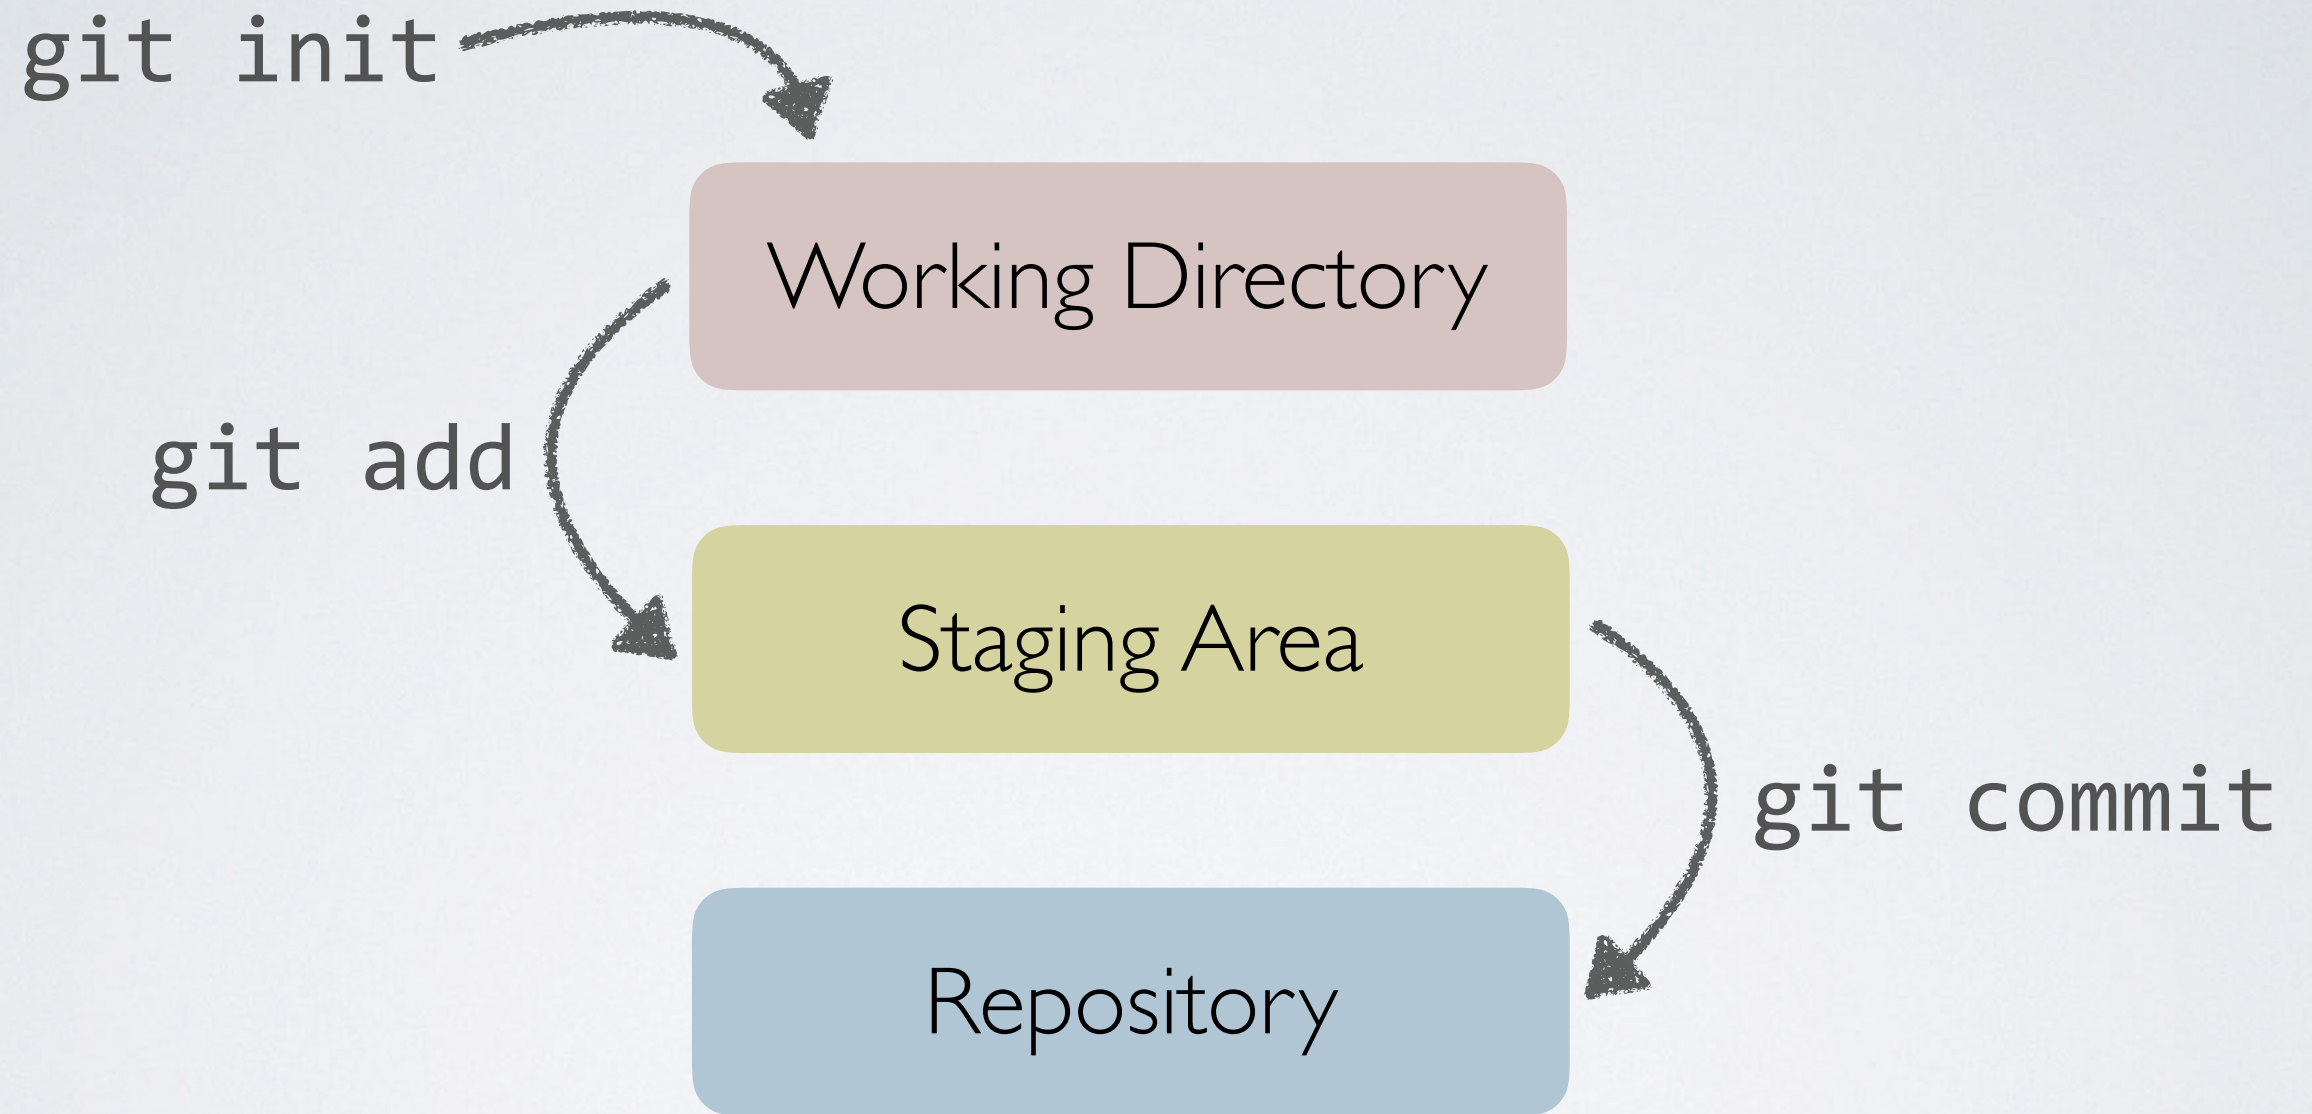 git init
Working Directory
git add
Staging Area
git commit
Repository